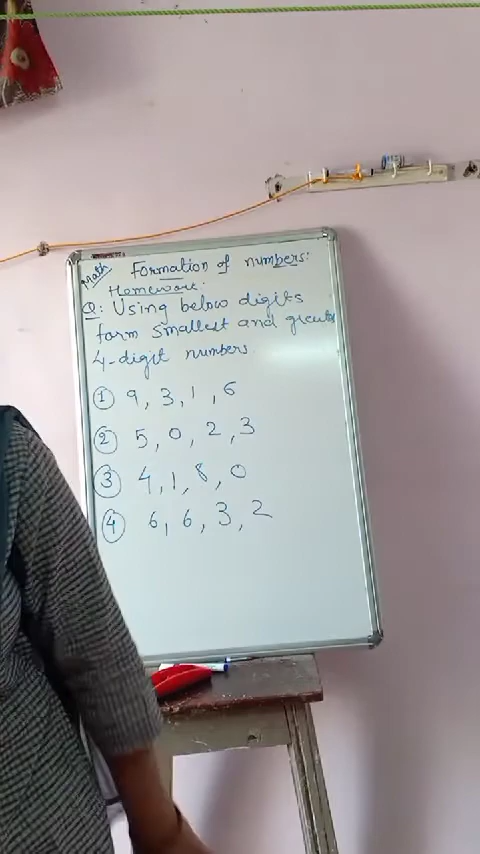 Math
Formation of numbers:
Homework:
Q: Using below digits
form smallest and
4-digit numbers.
① 9, 3, 1, 6
② 5, 0, 2, 3
③ 4, 1, 8, 0
④ 6, 6, 3, 2